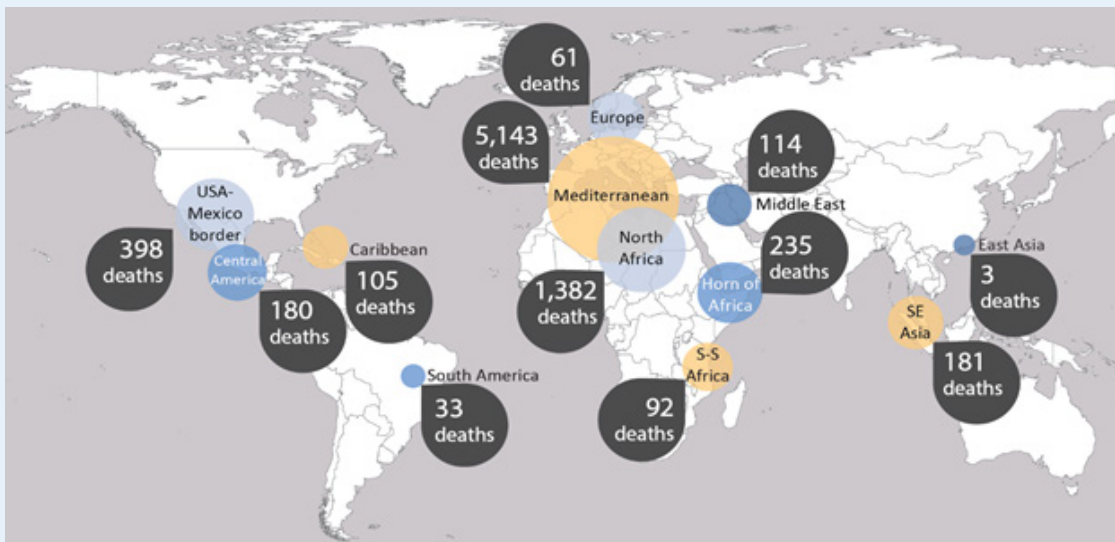 61
deaths
Europe
5,143
deaths
114
deaths
Mediterranean
Middle East
USA-
Mexico
border
398
deaths
Central
America
Caribbean
North
Africa
235
deaths
East Asia
180
deaths
105
deaths
1,382
deaths
Horn of
Africa
3
deaths
SE
Asia
South America
S-S
Africa
181
deaths
33
deaths
92
deaths